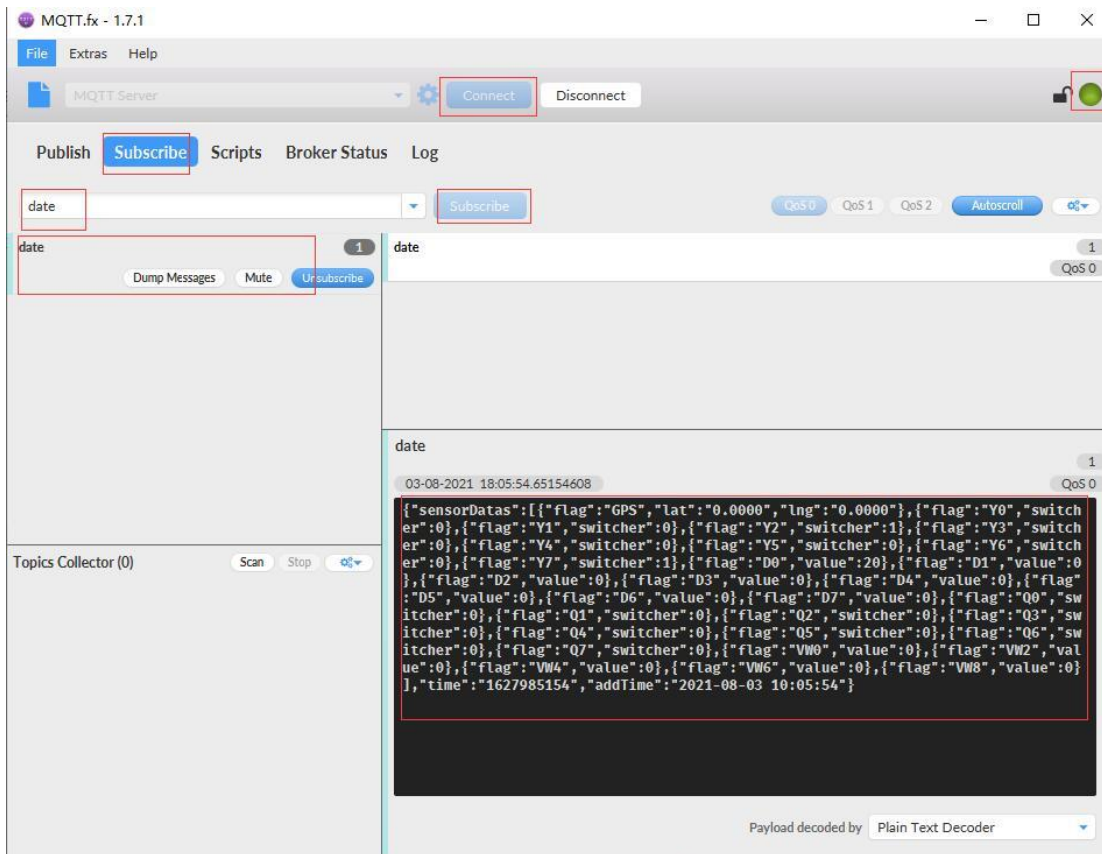 MQTT.fx - 1.7.1
File Extras Help
MQTT Server Connect Disconnect
Publish Subscribe Scripts Broker Status Log
date Subscribe QoS 0 QoS 1 QoS 2 Autoscroll
date 1
Dump Messages Mute Unsubscribe
date 1
QoS 0
Topics Collector (0) Scan Stop
date
1
03-08-2021 18:05:54.65154608 QoS 0
{"sensorDatas":[{"flag":"GPS","lat":"0.0000","lng":"0.0000"},{"flag":"Y0","switch
er":0},{"flag":"Y1","switcher":0},{"flag":"Y2","switcher":1},{"flag":"Y3","switch
er":0},{"flag":"Y4","switcher":0},{"flag":"Y5","switcher":0},{"flag":"Y6","switch
er":0},{"flag":"Y7","switcher":1},{"flag":"D0","value":20},{"flag":"D1","value":0
},{"flag":"D2","value":0},{"flag":"D3","value":0},{"flag":"D4","value":0},{"flag"
:"D5","value":0},{"flag":"D6","value":0},{"flag":"D7","value":0},{"flag":"Q0","sw
itcher":0},{"flag":"Q1","switcher":0},{"flag":"Q2","switcher":0},{"flag":"Q3","sw
itcher":0},{"flag":"Q4","switcher":0},{"flag":"Q5","switcher":0},{"flag":"Q6","sw
itcher":0},{"flag":"Q7","switcher":0},{"flag":"VW0","value":0},{"flag":"VW2","val
ue":0},{"flag":"VW4","value":0},{"flag":"VW6","value":0},{"flag":"VW8","value":0}
],"time":"1627985154","addTime":"2021-08-03 10:05:54"}
Payload decoded by Plain Text Decoder